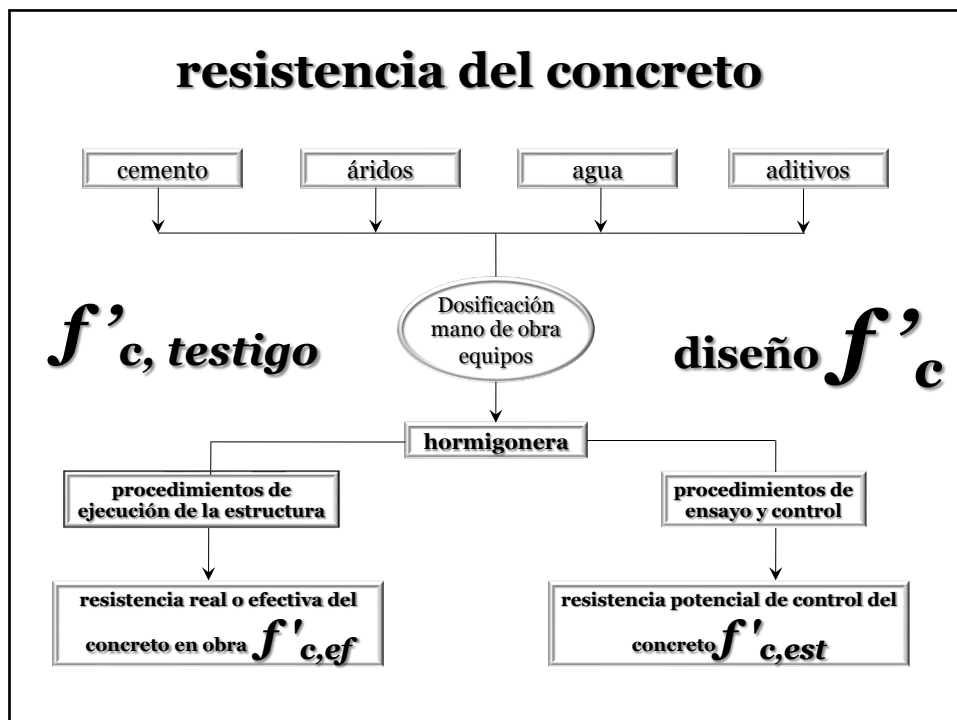 resistencia del concreto
cemento
áridos
agua
aditivos
Dosificación
mano de obra
equipos
f'c, testigo
diseño f'c
hormigonera
procedimientos de
ejecución de la estructura
procedimientos de
ensayo y control
resistencia real o efectiva del
concreto en obra f'c,ef
resistencia potencial de control del
concreto f'c,est